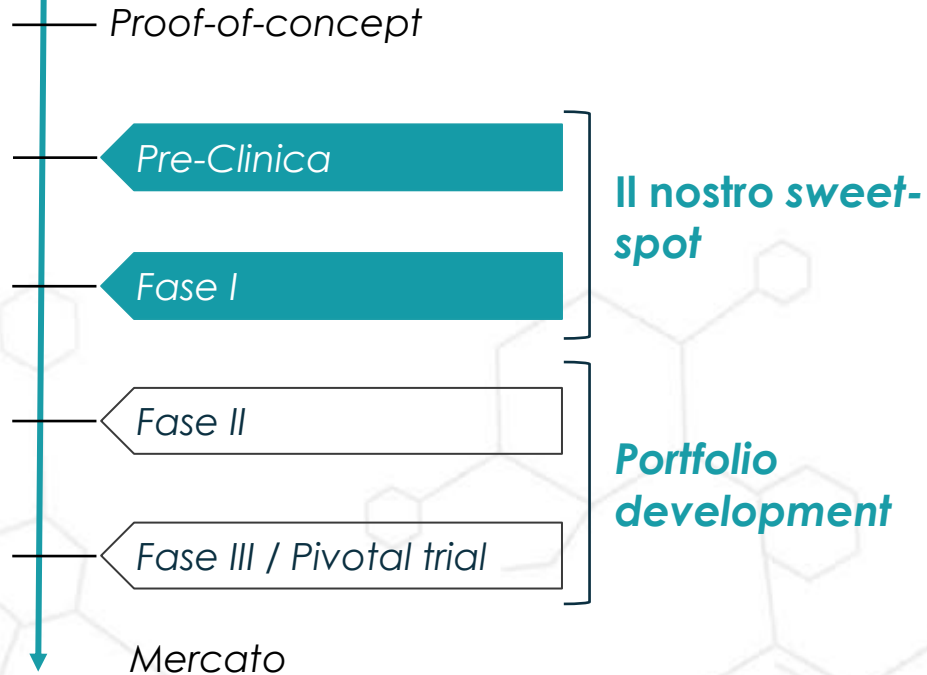 Proof-of-concept
Pre-Clinica
Fase I
Il nostro sweet-
spot
Fase II
Fase III / Pivotal trial
Portfolio
development
Mercato